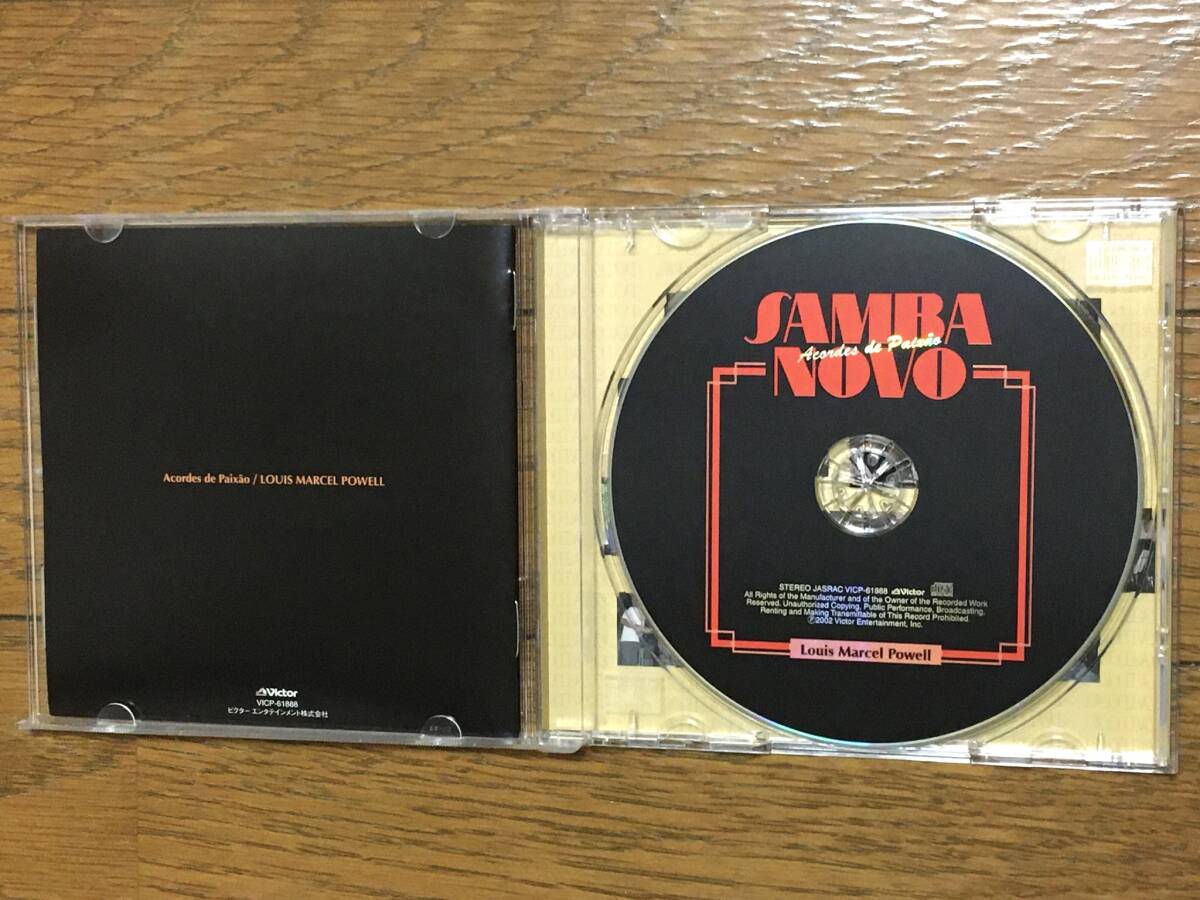 Acordes de Paixão / LOUIS MARCEL POWELL
Victor
VICP-61888
ビクター エンタテインメント株式会社
SAMBA
Acordes de Paixão
NOVO
STEREO JASRAC VICP-61888 Victor
All Rights of the Manufacturer and of the Owner of the Recorded Work
Reserved. Unauthorized Copying, Public Performance, Broadcasting,
Renting and Making Transmittable of This Record Prohibited.
Ⓟ2002 Victor Entertainment, Inc.
Louis Marcel Powell